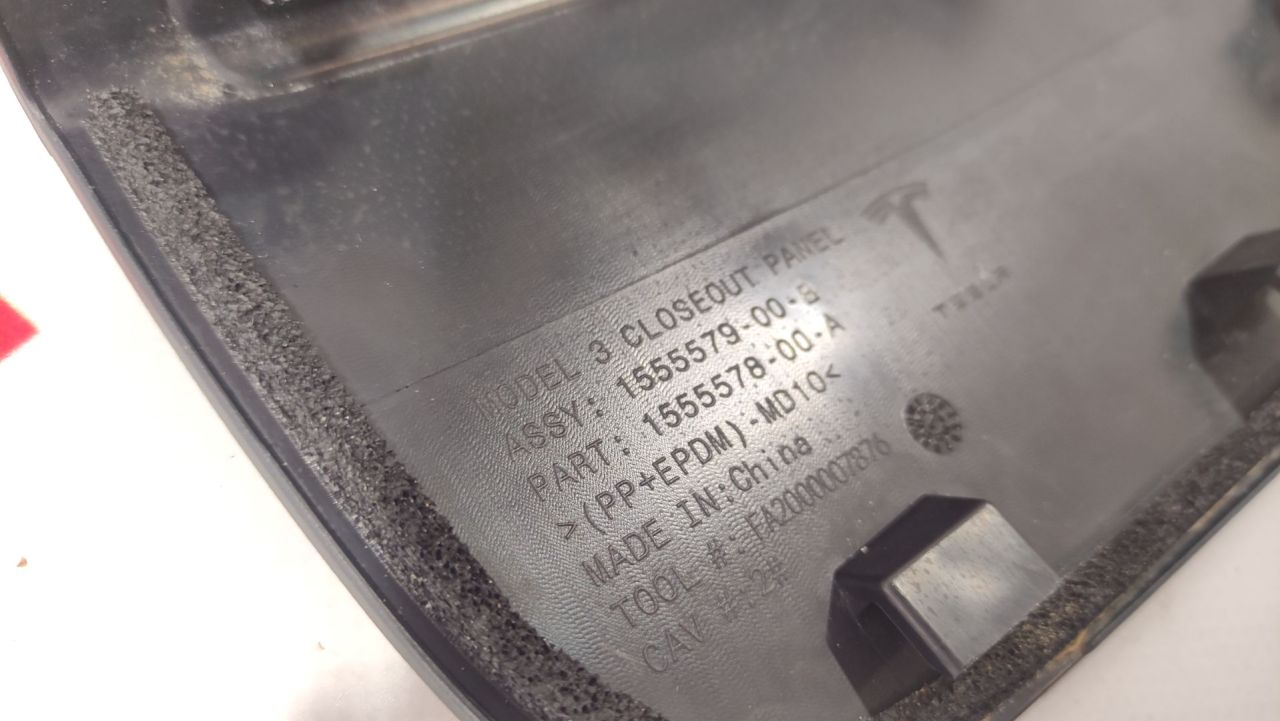 MODEL 3 CLOSEOUT PANEL
ASSY: 1555579-00-B
PART: 1555578-00-A
>(PP+EPDM)-MD10<
MADE IN:China
TOOL #: FA2000007876
CAV #:2#
TESLA